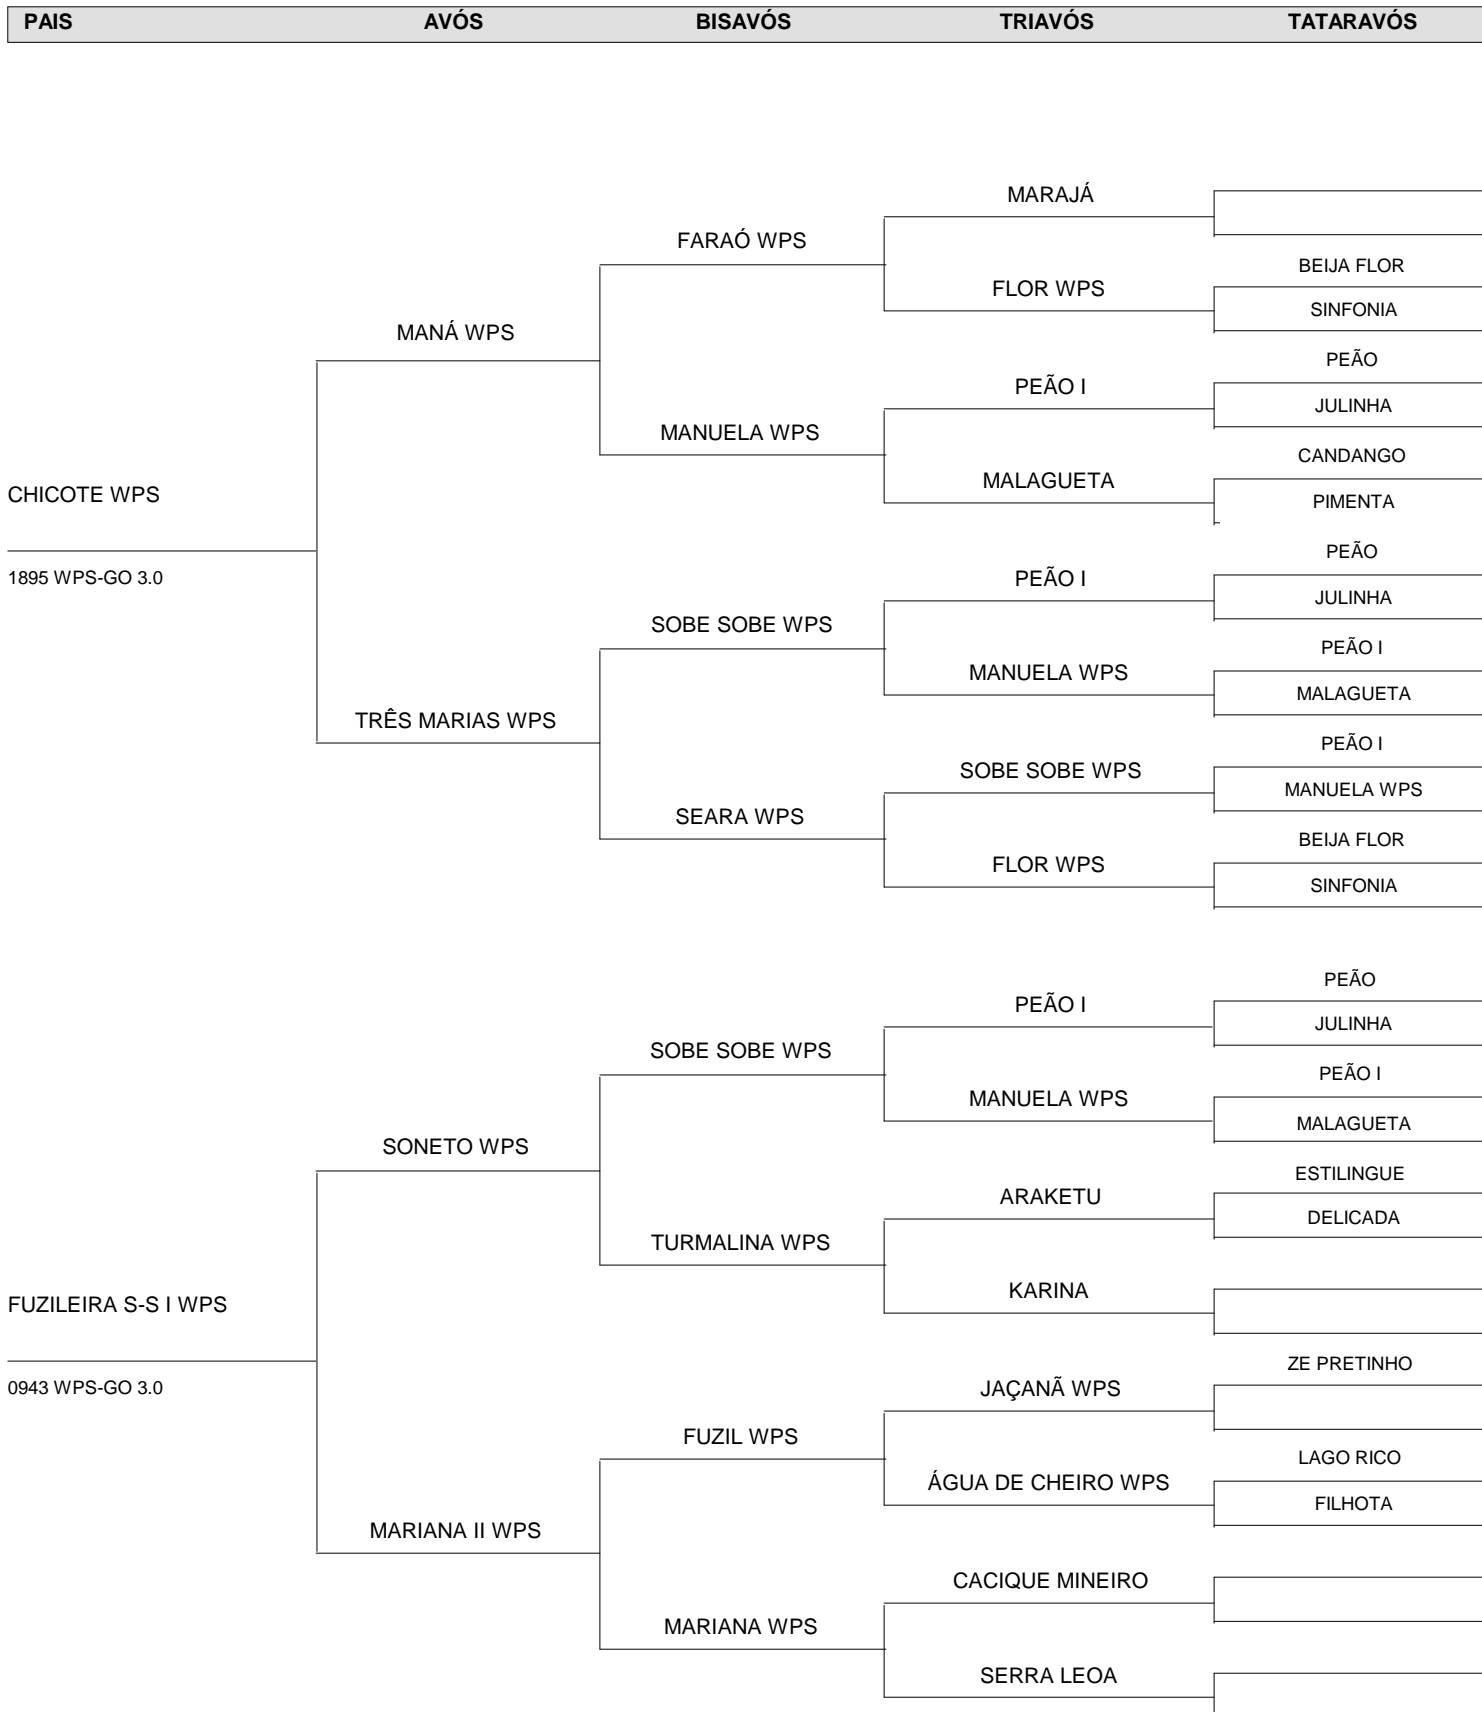 PAIS AVÓS BISAVÓS TRIAVÓS TATARAVÓS
MARAJÁ
FARAÓ WPS
BEIJA FLOR
FLOR WPS
SINFONIA
MANÁ WPS
PEÃO
PEÃO I
JULINHA
MANUELA WPS
CANDANGO
MALAGUETA
CHICOTE WPS
PIMENTA
PEÃO
1895 WPS-GO 3.0
PEÃO I
JULINHA
SOBE SOBE WPS
PEÃO I
MANUELA WPS
MALAGUETA
TRÊS MARIAS WPS
PEÃO I
SOBE SOBE WPS
MANUELA WPS
SEARA WPS
BEIJA FLOR
FLOR WPS
SINFONIA
PEÃO
PEÃO I
JULINHA
SOBE SOBE WPS
PEÃO I
MANUELA WPS
MALAGUETA
SONETO WPS
ESTILINGUE
ARAKETU
DELICADA
TURMALINA WPS
KARINA
FUZILEIRA S-S I WPS
ZE PRETINHO
0943 WPS-GO 3.0
JAÇANÃ WPS
FUZIL WPS
LAGO RICO
ÁGUA DE CHEIRO WPS
FILHOTA
MARIANA II WPS
CACIQUE MINEIRO
MARIANA WPS
SERRA LEOA